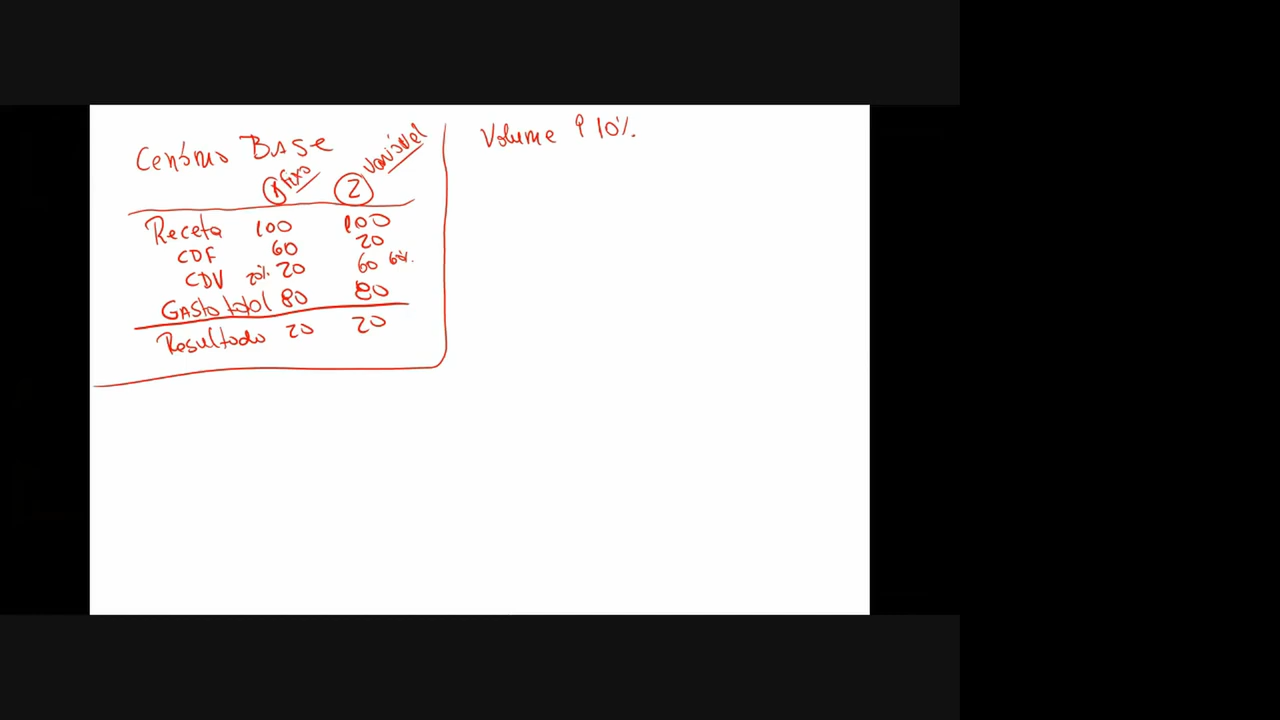 Cenário BASE
① Fixo ② Variável
Receta 100 100
CDF 60 20
CDV 20% 20 60 60%.
GASto total 80 80
Resultado 20 20
Volume ↑ 10%.